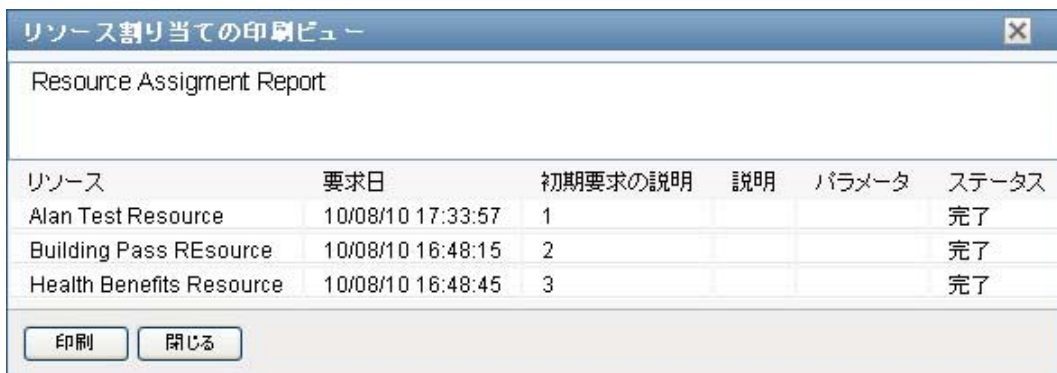 リソース割り当ての印刷ビュー
Resource Assigment Report
リソース 要求日 初期要求の説明 説明 パラメータ ステータス
Alan Test Resource 10/08/10 17:33:57 1 完了
Building Pass REsource 10/08/10 16:48:15 2 完了
Health Benefits Resource 10/08/10 16:48:45 3 完了
印刷 閉じる